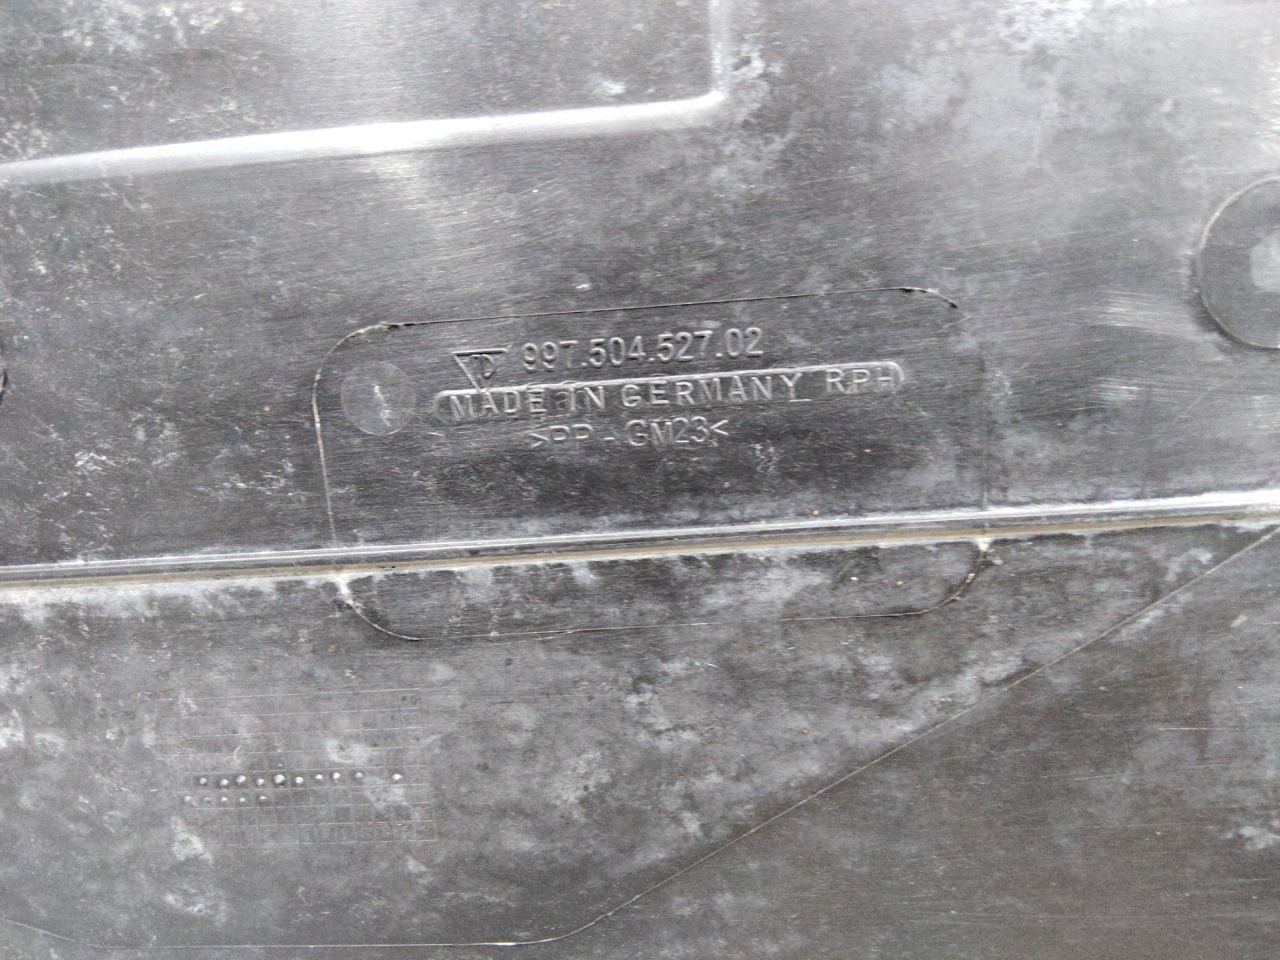 997.504.527.02
MADE IN GERMANY RPH
>PP-GM23<